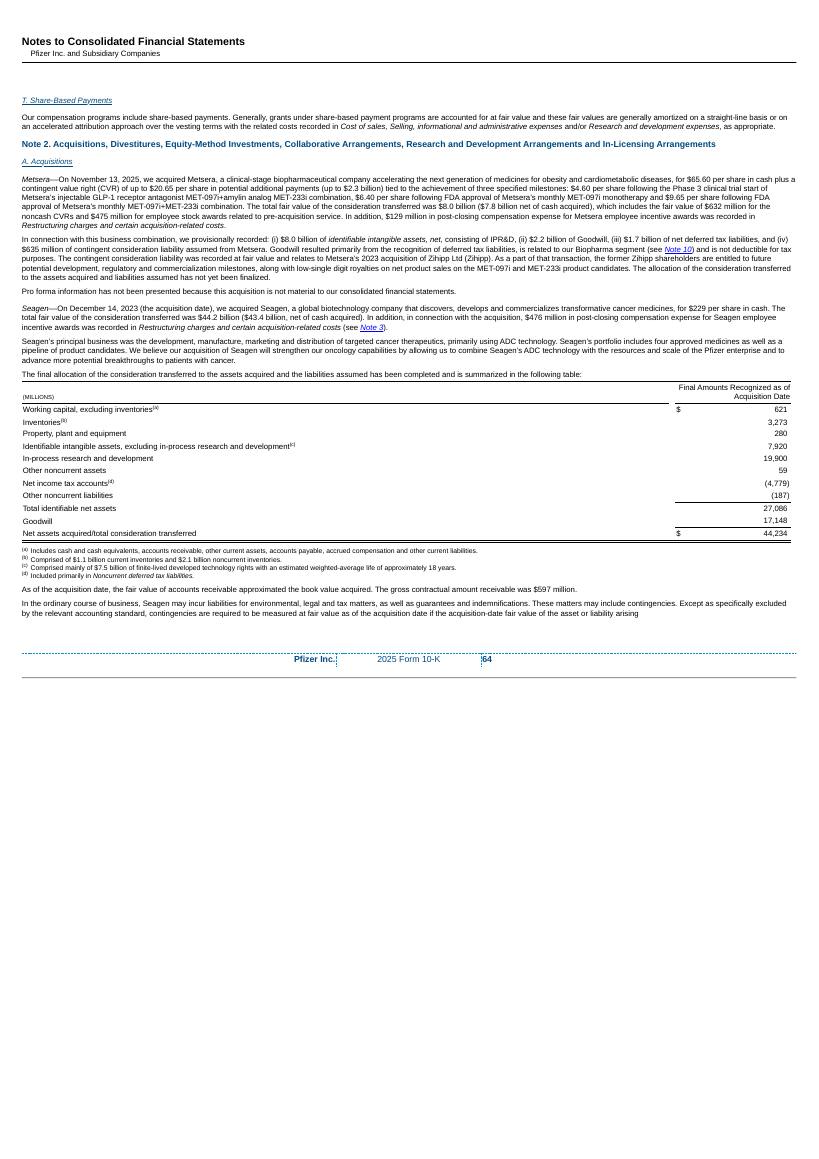 Notes to Consolidated Financial Statements
Pfizer Inc. and Subsidiary Companies
T. Share-Based Payments
Our compensation programs include share-based payments. Generally, grants under share-based payment programs are accounted for at fair value and these fair values are generally amortized on a straight-line basis or on
an accelerated attribution approach over the vesting terms with the related costs recorded in Cost of sales, Selling, informational and administrative expenses and/or Research and development expenses, as appropriate.
Note 2. Acquisitions, Divestitures, Equity-Method Investments, Collaborative Arrangements, Research and Development Arrangements and In-Licensing Arrangements
A. Acquisitions
Metsera––On November 13, 2025, we acquired Metsera, a clinical-stage biopharmaceutical company accelerating the next generation of medicines for obesity and cardiometabolic diseases, for $65.60 per share in cash plus a
contingent value right (CVR) of up to $20.65 per share in potential additional payments (up to $2.3 billion) tied to the achievement of three specified milestones: $4.60 per share following the Phase 3 clinical trial start of
Metsera's injectable GLP-1 receptor antagonist MET-097i+amylin analog MET-233i combination, $6.40 per share following FDA approval of Metsera's monthly MET-097i monotherapy and $9.65 per share following FDA
approval of Metsera's monthly MET-097i+MET-233i combination. The total fair value of the consideration transferred was $8.0 billion ($7.8 billion net of cash acquired), which includes the fair value of $632 million for the
noncash CVRs and $475 million for employee stock awards related to pre-acquisition service. In addition, $129 million in post-closing compensation expense for Metsera employee incentive awards was recorded in
Restructuring charges and certain acquisition-related costs.
In connection with this business combination, we provisionally recorded: (i) $8.0 billion of identifiable intangible assets, net, consisting of IPR&D, (ii) $2.2 billion of Goodwill, (iii) $1.7 billion of net deferred tax liabilities, and (iv)
$635 million of contingent consideration liability assumed from Metsera. Goodwill resulted primarily from the recognition of deferred tax liabilities, is related to our Biopharma segment (see Note 10) and is not deductible for tax
purposes. The contingent consideration liability was recorded at fair value and relates to Metsera's 2023 acquisition of Zihipp Ltd (Zihipp). As a part of that transaction, the former Zihipp shareholders are entitled to future
potential development, regulatory and commercialization milestones, along with low-single digit royalties on net product sales on the MET-097i and MET-233i product candidates. The allocation of the consideration transferred
to the assets acquired and liabilities assumed has not yet been finalized.
Pro forma information has not been presented because this acquisition is not material to our consolidated financial statements.
Seagen––On December 14, 2023 (the acquisition date), we acquired Seagen, a global biotechnology company that discovers, develops and commercializes transformative cancer medicines, for $229 per share in cash. The
total fair value of the consideration transferred was $44.2 billion ($43.4 billion, net of cash acquired). In addition, in connection with the acquisition, $476 million in post-closing compensation expense for Seagen employee
incentive awards was recorded in Restructuring charges and certain acquisition-related costs (see Note 3).
Seagen's principal business was the development, manufacture, marketing and distribution of targeted cancer therapeutics, primarily using ADC technology. Seagen's portfolio includes four approved medicines as well as a
pipeline of product candidates. We believe our acquisition of Seagen will strengthen our oncology capabilities by allowing us to combine Seagen's ADC technology with the resources and scale of the Pfizer enterprise and to
advance more potential breakthroughs to patients with cancer.
The final allocation of the consideration transferred to the assets acquired and the liabilities assumed has been completed and is summarized in the following table:
(MILLIONS) Final Amounts Recognized as of
Acquisition Date
Working capital, excluding inventories(a) $ 621
Inventories(b) 3,273
Property, plant and equipment 280
Identifiable intangible assets, excluding in-process research and development(c) 7,920
In-process research and development 19,900
Other noncurrent assets 59
Net income tax accounts(d) (4,779)
Other noncurrent liabilities (187)
Total identifiable net assets 27,086
Goodwill 17,148
Net assets acquired/total consideration transferred $ 44,234
(a) Includes cash and cash equivalents, accounts receivable, other current assets, accounts payable, accrued compensation and other current liabilities.
(b) Comprised of $1.1 billion current inventories and $2.1 billion noncurrent inventories.
(c) Comprised mainly of $7.5 billion of finite-lived developed technology rights with an estimated weighted-average life of approximately 18 years.
(d) Included primarily in Noncurrent deferred tax liabilities.
As of the acquisition date, the fair value of accounts receivable approximated the book value acquired. The gross contractual amount receivable was $597 million.
In the ordinary course of business, Seagen may incur liabilities for environmental, legal and tax matters, as well as guarantees and indemnifications. These matters may include contingencies. Except as specifically excluded
by the relevant accounting standard, contingencies are required to be measured at fair value as of the acquisition date if the acquisition-date fair value of the asset or liability arising
Pfizer Inc. 2025 Form 10-K 64